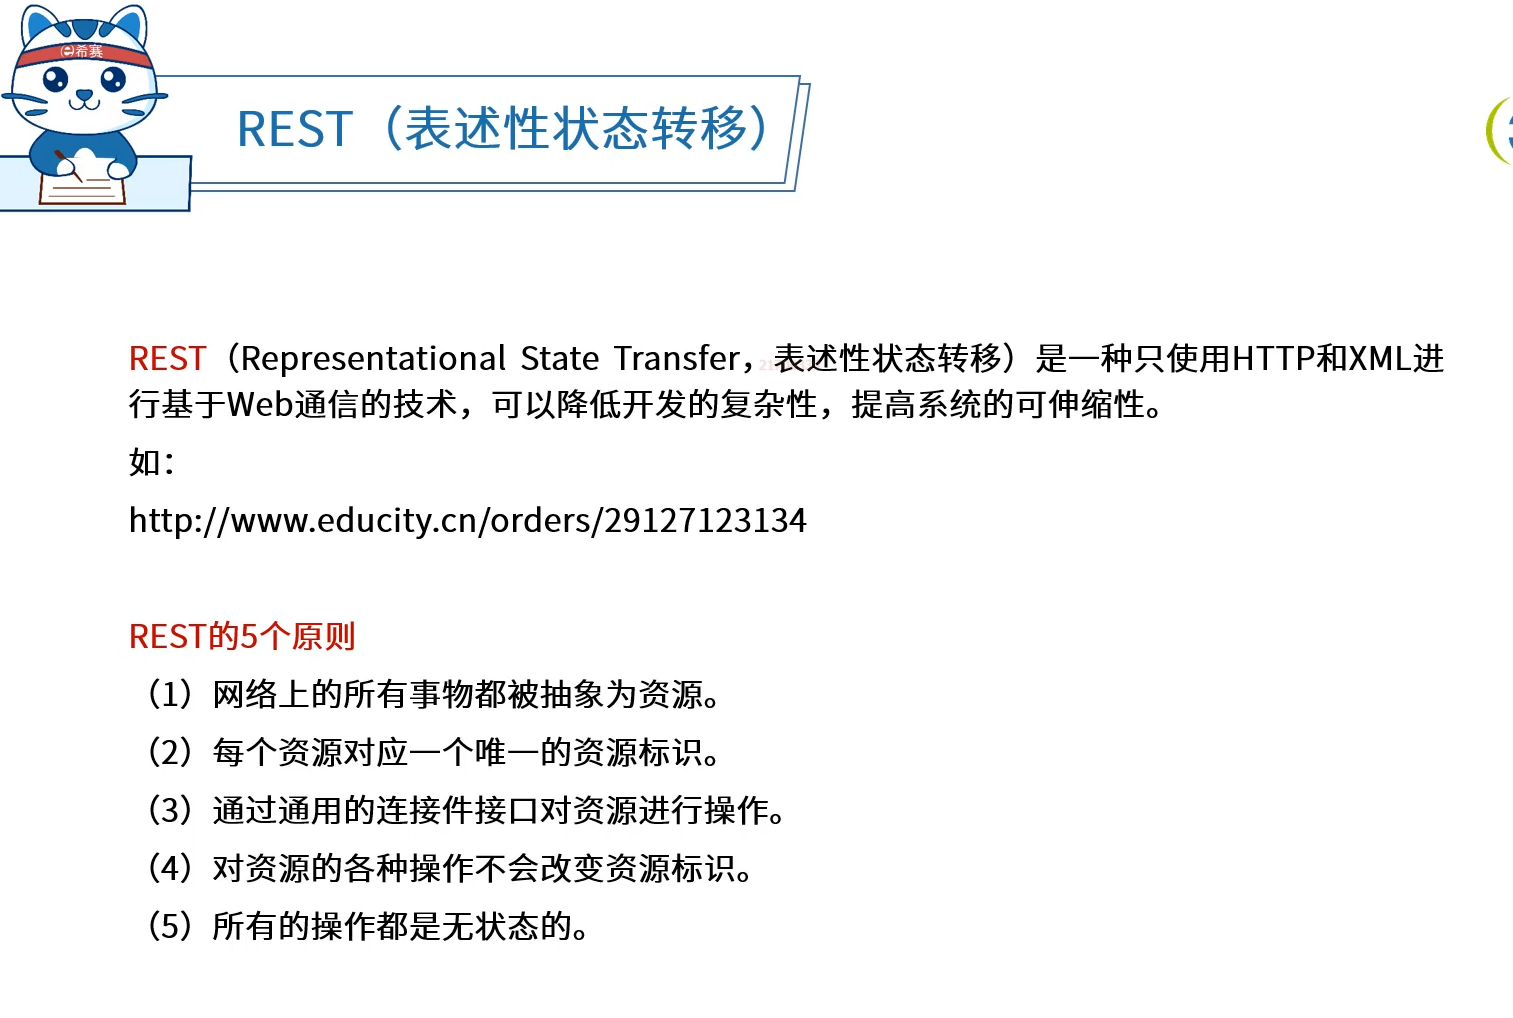 希赛
REST（表述性状态转移）
REST（Representational State Transfer，表述性状态转移）是一种只使用HTTP和XML进
行基于Web通信的技术，可以降低开发的复杂性，提高系统的可伸缩性。
如：
http://www.educity.cn/orders/29127123134
REST的5个原则
（1）网络上的所有事物都被抽象为资源。
（2）每个资源对应一个唯一的资源标识。
（3）通过通用的连接件接口对资源进行操作。
（4）对资源的各种操作不会改变资源标识。
（5）所有的操作都是无状态的。